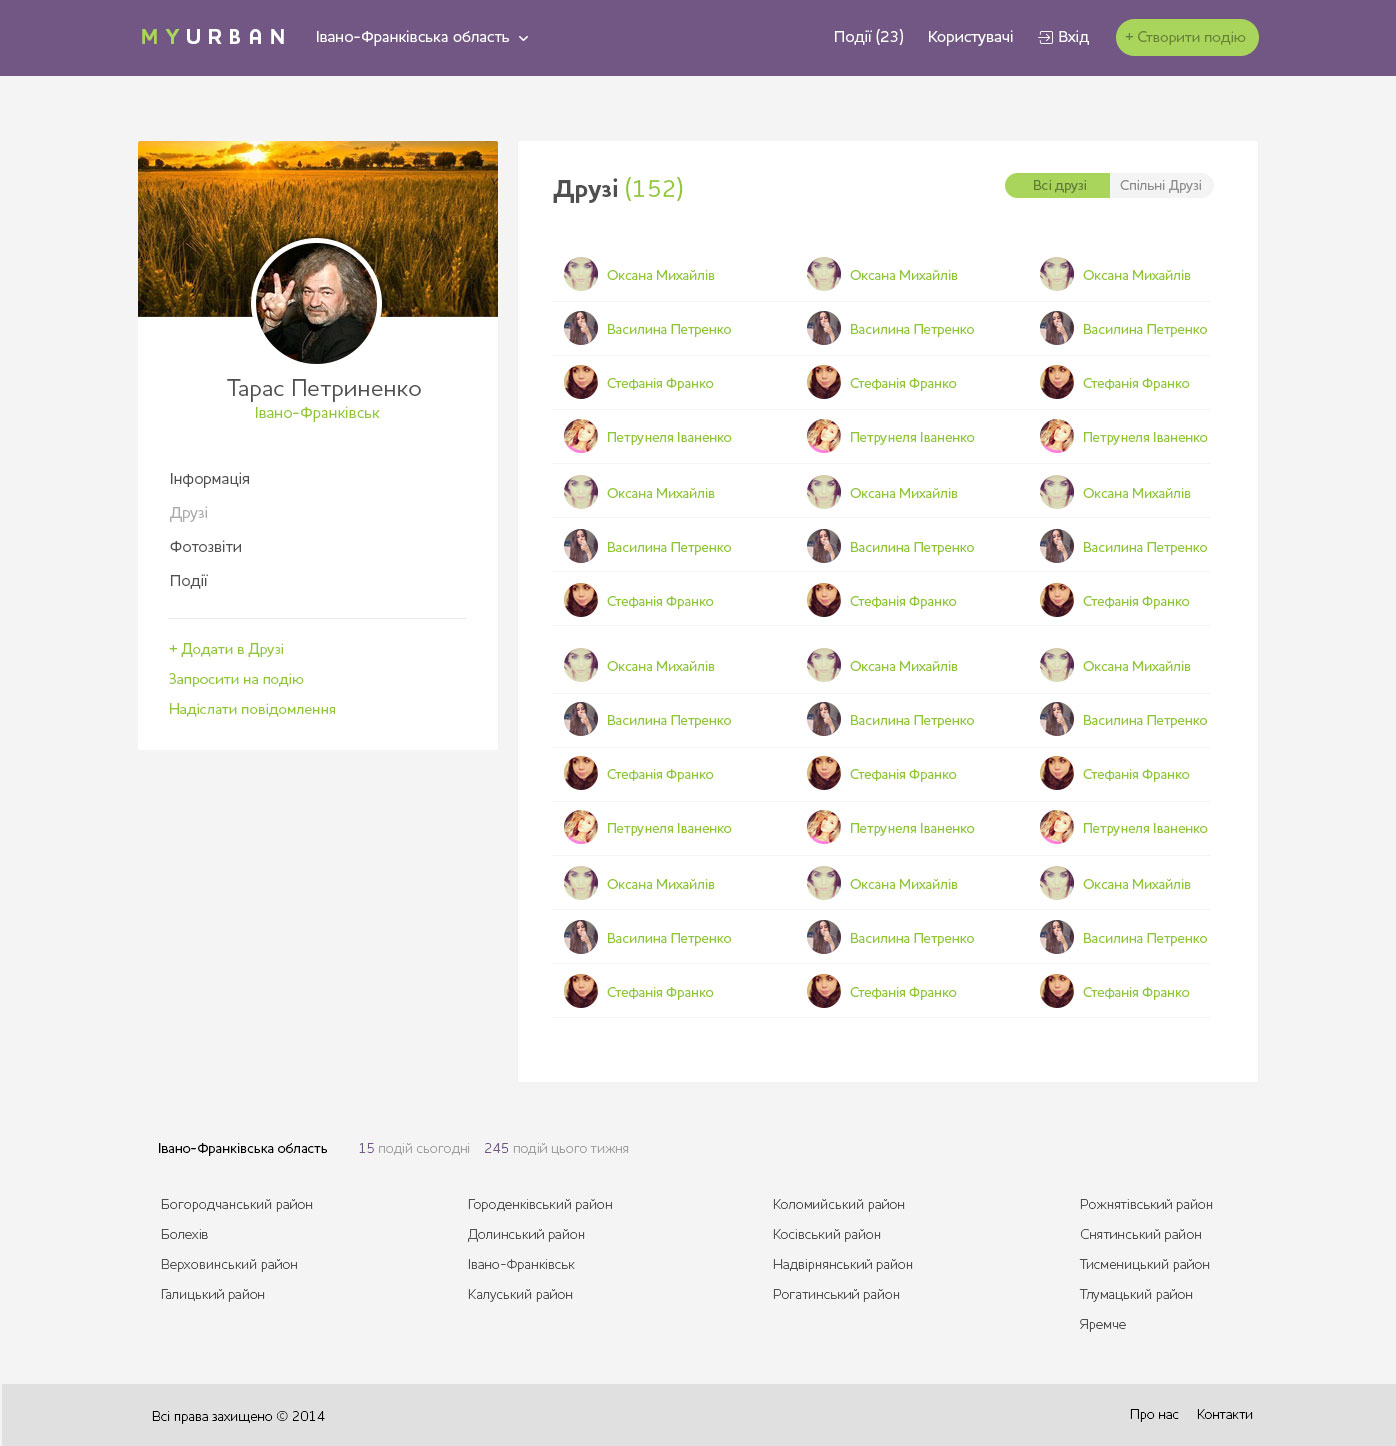 MYURBAN Івано-Франківська область Події (23) Користувачі Вхід + Створити подію
Тарас Петриненко
Івано-Франківськ
Інформація
Друзі
Фотозвіти
Події
+ Додати в Друзі
Запросити на подію
Надіслати повідомлення
Друзі (152) Всі друзі Спільні Друзі
Оксана Михайлів Оксана Михайлів Оксана Михайлів
Василина Петренко Василина Петренко Василина Петренко
Стефанія Франко Стефанія Франко Стефанія Франко
Петрунеля Іваненко Петрунеля Іваненко Петрунеля Іваненко
Оксана Михайлів Оксана Михайлів Оксана Михайлів
Василина Петренко Василина Петренко Василина Петренко
Стефанія Франко Стефанія Франко Стефанія Франко
Оксана Михайлів Оксана Михайлів Оксана Михайлів
Василина Петренко Василина Петренко Василина Петренко
Стефанія Франко Стефанія Франко Стефанія Франко
Петрунеля Іваненко Петрунеля Іваненко Петрунеля Іваненко
Оксана Михайлів Оксана Михайлів Оксана Михайлів
Василина Петренко Василина Петренко Василина Петренко
Стефанія Франко Стефанія Франко Стефанія Франко
Івано-Франківська область 15 подій сьогодні 245 подій цього тижня
Богородчанський район Городенківський район Коломийський район Рожнятівський район
Болехів Долинський район Косівський район Снятинський район
Верховинський район Івано-Франківськ Надвірнянський район Тисменицький район
Галицький район Калуський район Рогатинський район Тлумацький район
Яремче
Всі права захищено © 2014 Про нас Контакти